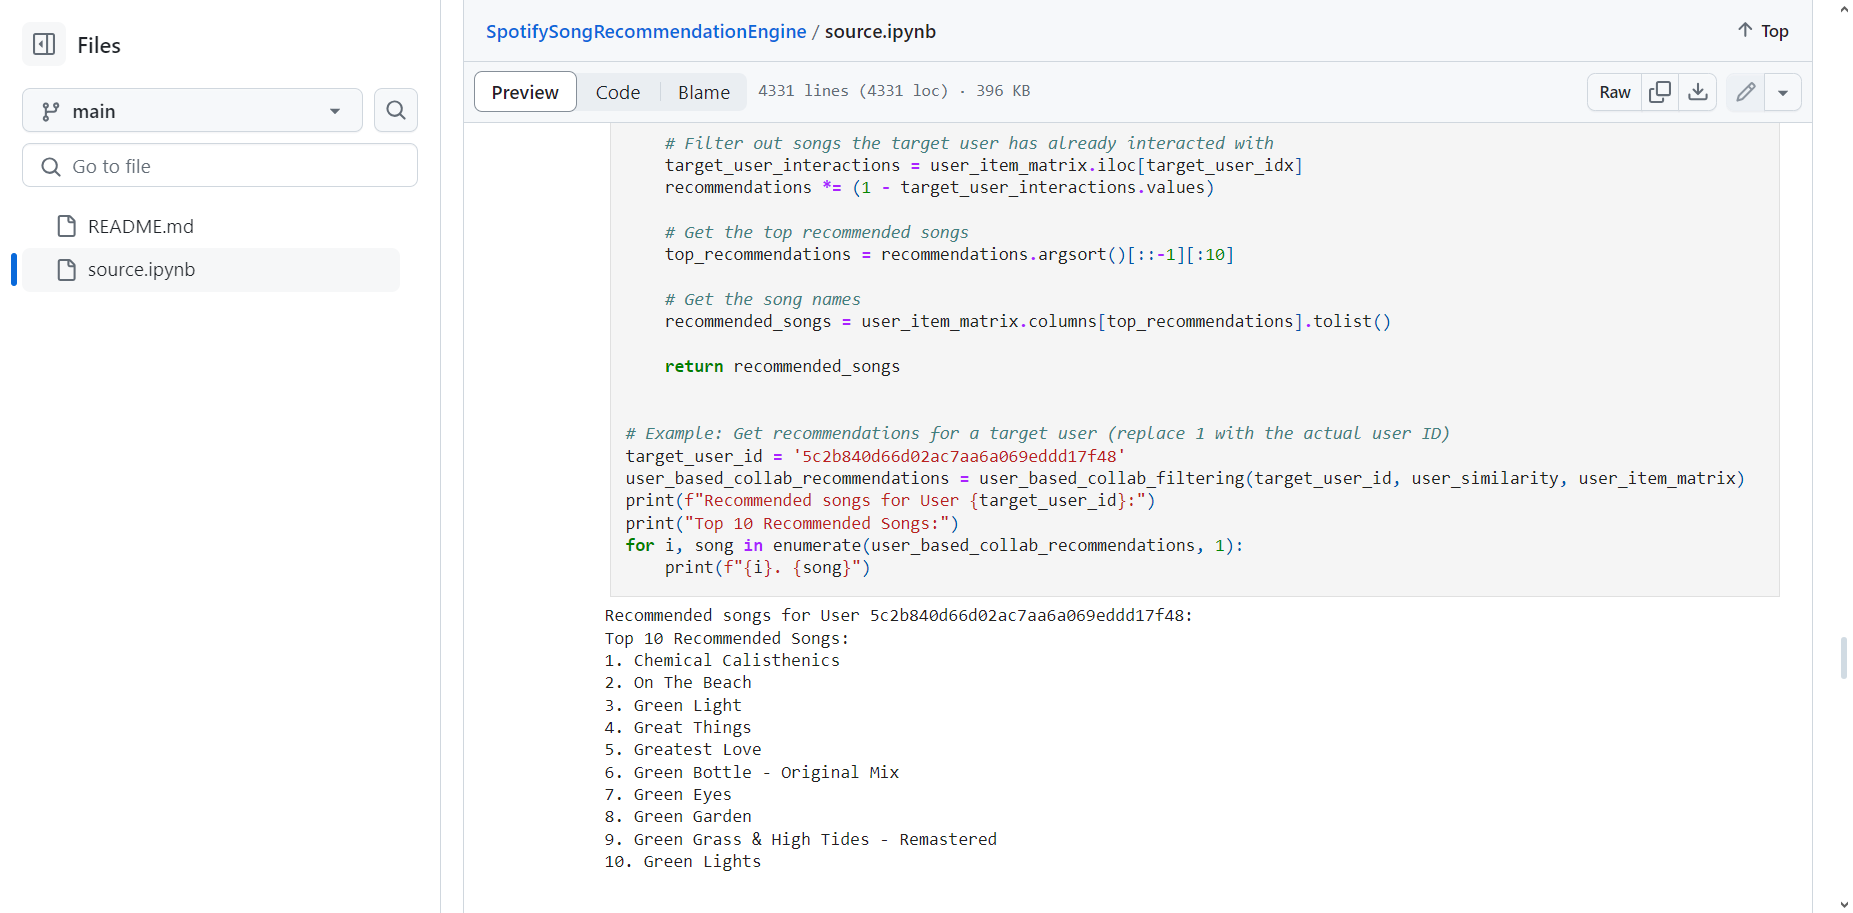 Files
main
Go to file
README.md
source.ipynb
SpotifySongRecommendationEngine / source.ipynb
Top
Preview Code Blame 4331 lines (4331 loc) · 396 KB
Raw
# Filter out songs the target user has already interacted with
target_user_interactions = user_item_matrix.iloc[target_user_idx]
recommendations *= (1 - target_user_interactions.values)
# Get the top recommended songs
top_recommendations = recommendations.argsort()[::-1][:10]
# Get the song names
recommended_songs = user_item_matrix.columns[top_recommendations].tolist()
return recommended_songs
# Example: Get recommendations for a target user (replace 1 with the actual user ID)
target_user_id = '5c2b840d66d02ac7aa6a069eddd17f48'
user_based_collab_recommendations = user_based_collab_filtering(target_user_id, user_similarity, user_item_matrix)
print(f"Recommended songs for User {target_user_id}:")
print("Top 10 Recommended Songs:")
for i, song in enumerate(user_based_collab_recommendations, 1):
print(f"{i}. {song}")
Recommended songs for User 5c2b840d66d02ac7aa6a069eddd17f48:
Top 10 Recommended Songs:
1. Chemical Calisthenics
2. On The Beach
3. Green Light
4. Great Things
5. Greatest Love
6. Green Bottle - Original Mix
7. Green Eyes
8. Green Garden
9. Green Grass & High Tides - Remastered
10. Green Lights